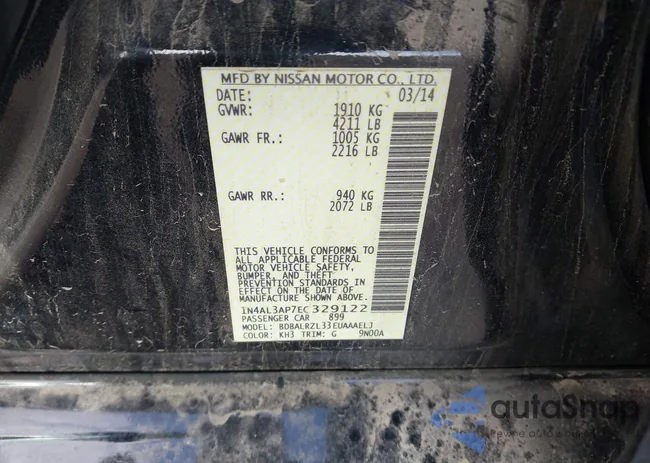 MFD BY NISSAN MOTOR CO., LTD.
DATE: 03/14
GVWR: 1910 KG
4211 LB
GAWR FR.: 1005 KG
2216 LB
GAWR RR.: 940 KG
2072 LB
THIS VEHICLE CONFORMS TO
ALL APPLICABLE FEDERAL
MOTOR VEHICLE SAFETY,
BUMPER, AND THEFT
PREVENTION STANDARDS IN
EFFECT ON THE DATE OF
MANUFACTURE SHOWN ABOVE.
1N4AL3AP7EC329122
PASSENGER CAR 899
MODEL: BDBALRZL33EUAAAELJ
COLOR: KH3 TRIM: G 9N00A
autoSnap